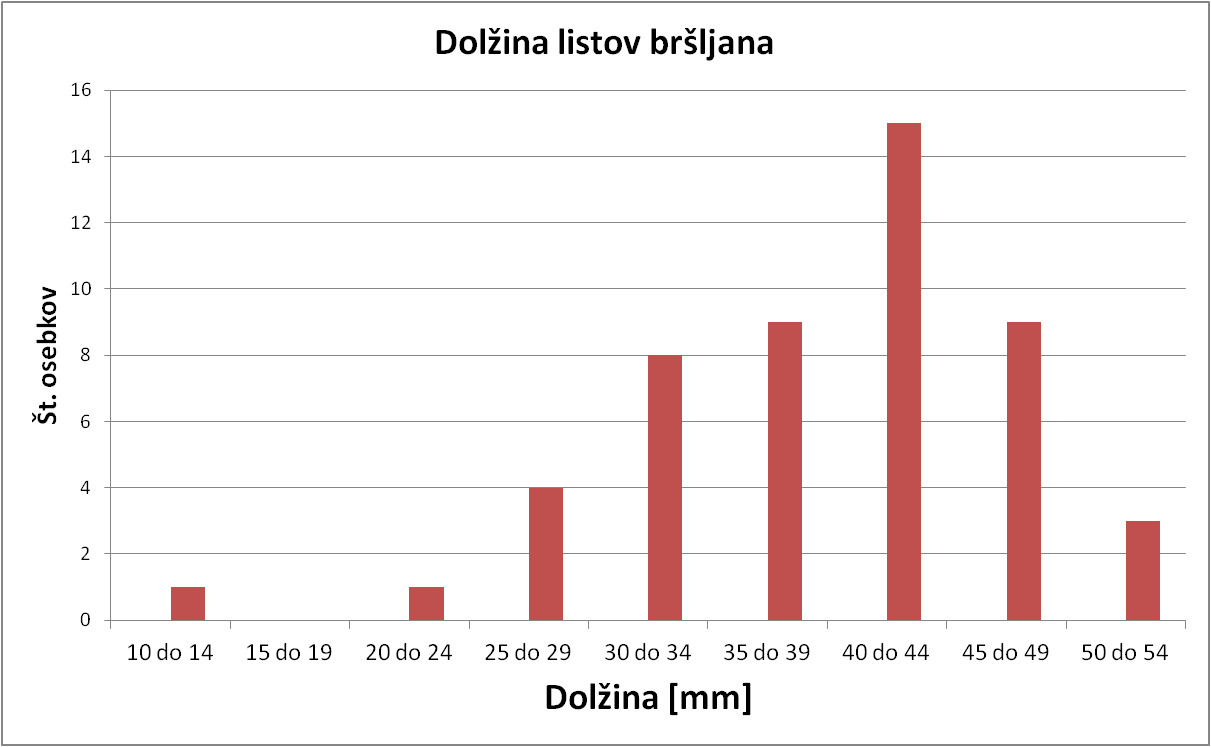 Dolžina listov bršljana
16
14
12
10
8
6
4
2
0
Št. osebkov
10 do 14 15 do 19 20 do 24 25 do 29 30 do 34 35 do 39 40 do 44 45 do 49 50 do 54
Dolžina [mm]